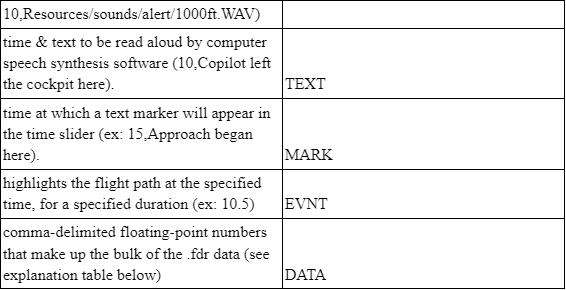 10,Resources/sounds/alert/1000ft.WAV)
time & text to be read aloud by computer
speech synthesis software (10,Copilot left
the cockpit here).
TEXT
time at which a text marker will appear in
the time slider (ex: 15,Approach began
here).
MARK
highlights the flight path at the specified
time, for a specified duration (ex: 10.5)
EVNT
comma-delimited floating-point numbers
that make up the bulk of the .fdr data (see
explanation table below)
DATA